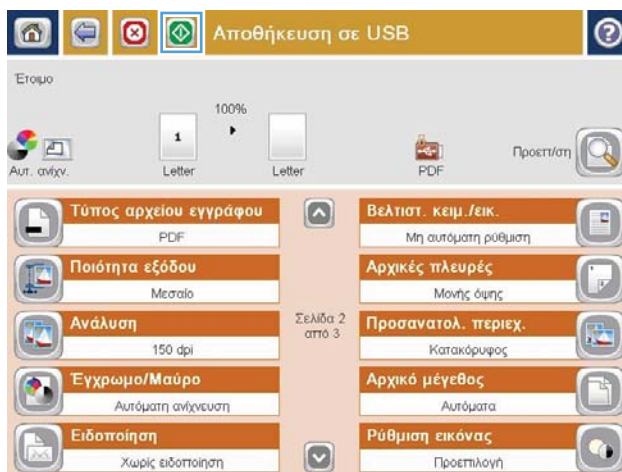 Αποθήκευση σε USB
?
Έτοιμο
100%
1
Αυτ. ανίχν.
Letter
Letter
PDF
Προεπ/ση
Τύπος αρχείου εγγράφου
PDF
Ποιότητα εξόδου
Μεσαίο
Ανάλυση
150 dpi
Έγχρωμο/Μαύρο
Αυτόματη ανίχνευση
Ειδοποίηση
Χωρίς ειδοποίηση
Σελίδα 2
από 3
Βελτιστ. κειμ./εικ.
Μη αυτόματη ρύθμιση
Αρχικές πλευρές
Μονής όψης
Προσανατολ. περιεχ.
Κατακόρυφος
Αρχικό μέγεθος
Αυτόματα
Ρύθμιση εικόνας
Προεπιλογή